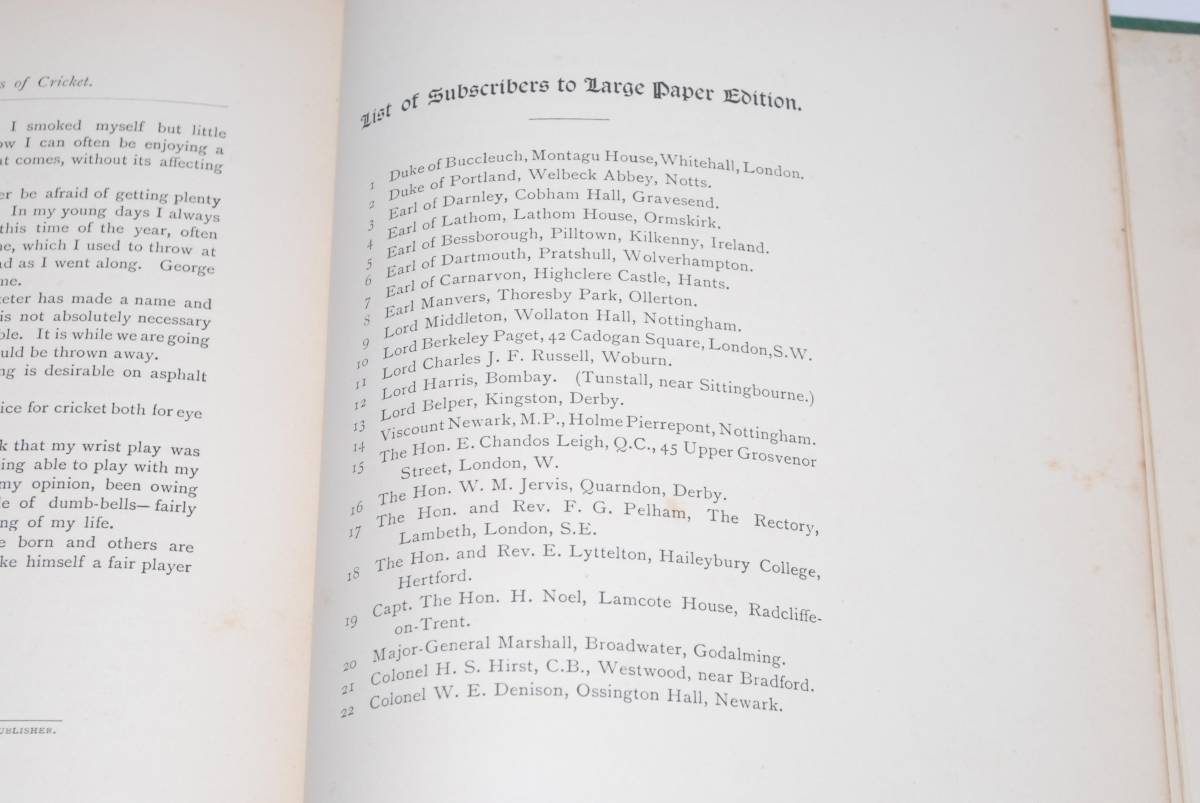 s of Cricket.
I smoked myself but little
ow I can often be enjoying a
at comes, without its affecting
er be afraid of getting plenty
In my young days I always
this time of the year, often
ne, which I used to throw at
ad as I went along. George
me.
keter has made a name and
is not absolutely necessary
ble. It is while we are going
ould be thrown away.
ng is desirable on asphalt
ice for cricket both for eye
k that my wrist play was
ing able to play with my
my opinion, been owing
le of dumb-bells—fairly
ng of my life.
e born and others are
ke himself a fair player
UBLISHER.
List of Subscribers to Large Paper Edition.
1 Duke of Buccleuch, Montagu House, Whitehall, London.
2 Duke of Portland, Welbeck Abbey, Notts.
3 Earl of Darnley, Cobham Hall, Gravesend.
4 Earl of Lathom, Lathom House, Ormskirk.
5 Earl of Bessborough, Pilltown, Kilkenny, Ireland.
6 Earl of Dartmouth, Pratshull, Wolverhampton.
7 Earl of Carnarvon, Highclere Castle, Hants.
8 Earl Manvers, Thoresby Park, Ollerton.
9 Lord Middleton, Wollaton Hall, Nottingham.
10 Lord Berkeley Paget, 42 Cadogan Square, London, S.W.
11 Lord Charles J. F. Russell, Woburn.
12 Lord Harris, Bombay. (Tunstall, near Sittingbourne.)
13 Lord Belper, Kingston, Derby.
14 Viscount Newark, M.P., Holme Pierrepont, Nottingham.
15 The Hon. E. Chandos Leigh, Q.C., 45 Upper Grosvenor
Street, London, W.
16 The Hon. W. M. Jervis, Quarndon, Derby.
17 The Hon. and Rev. F. G. Pelham, The Rectory,
Lambeth, London, S.E.
18 The Hon. and Rev. E. Lyttelton, Haileybury College,
Hertford.
19 Capt. The Hon. H. Noel, Lamcote House, Radcliffe-
on-Trent.
20 Major-General Marshall, Broadwater, Godalming.
21 Colonel H. S. Hirst, C.B., Westwood, near Bradford.
22 Colonel W. E. Denison, Ossington Hall, Newark.